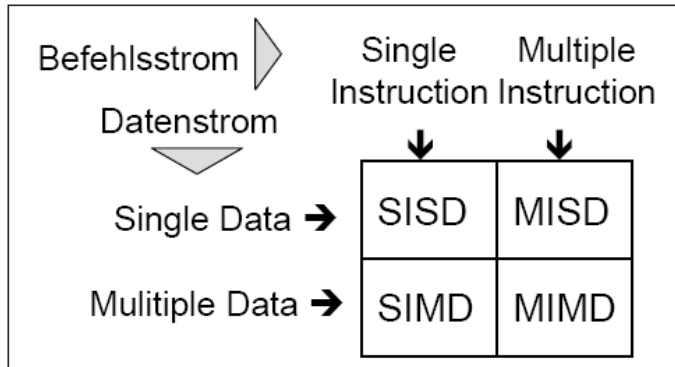 Befehlsstrom
Single Instruction
Multiple Instruction
Datenstrom
Single Data → SISD MISD
Mulitiple Data → SIMD MIMD